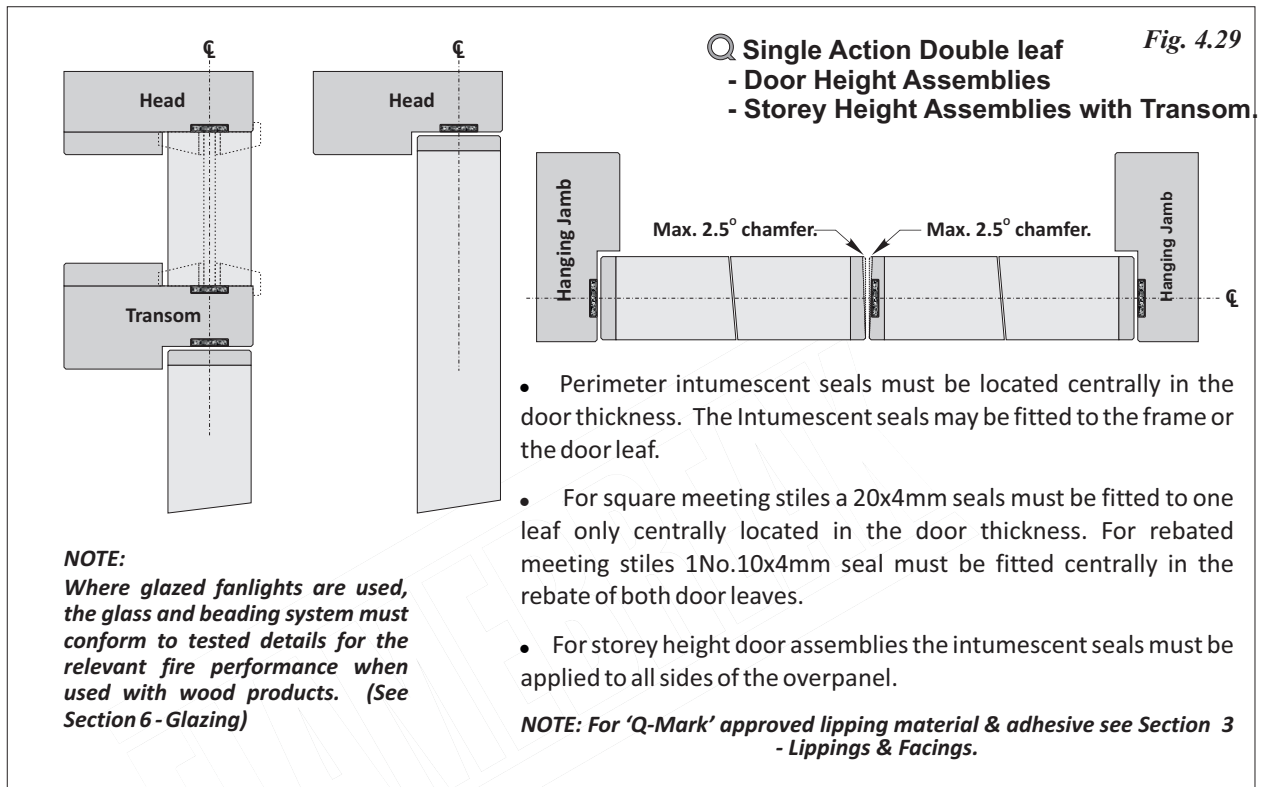 ℄
℄
Head
Head
Transom
Fig. 4.29
Q Single Action Double leaf
- Door Height Assemblies
- Storey Height Assemblies with Transom.
Hanging Jamb
Max. 2.5° chamfer.
Max. 2.5° chamfer.
Hanging Jamb
℄
• Perimeter intumescent seals must be located centrally in the
door thickness. The Intumescent seals may be fitted to the frame or
the door leaf.
• For square meeting stiles a 20x4mm seals must be fitted to one
leaf only centrally located in the door thickness. For rebated
meeting stiles 1No.10x4mm seal must be fitted centrally in the
rebate of both door leaves.
• For storey height door assemblies the intumescent seals must be
applied to all sides of the overpanel.
NOTE: For ‘Q-Mark’ approved lipping material & adhesive see Section 3
- Lippings & Facings.
NOTE:
Where glazed fanlights are used,
the glass and beading system must
conform to tested details for the
relevant fire performance when
used with wood products. (See
Section 6 - Glazing)